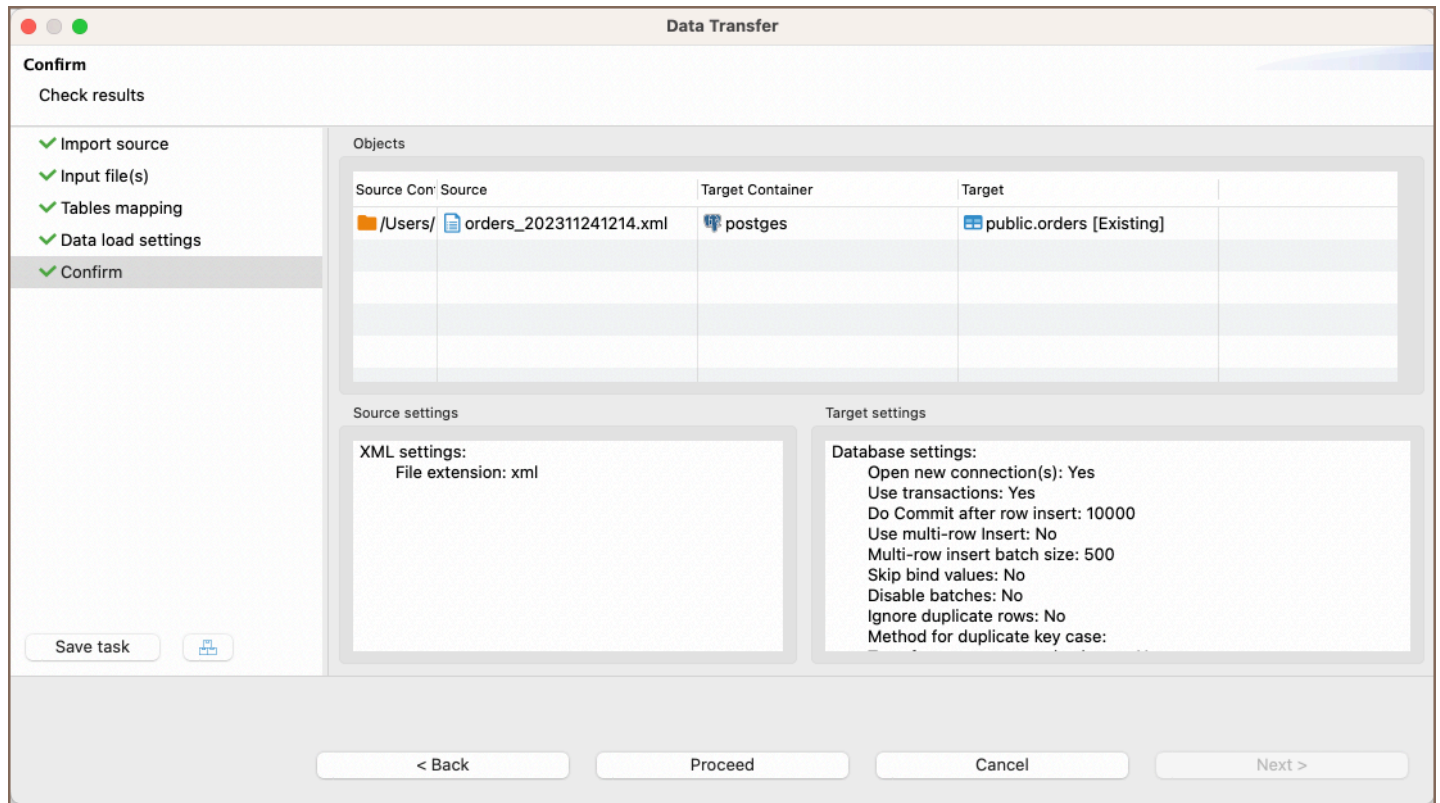 Data Transfer
Confirm
Check results
Import source
Input file(s)
Tables mapping
Data load settings
Confirm
Save task
Objects
Source Con Source Target Container Target
/Users/ orders_202311241214.xml postges public.orders [Existing]
Source settings
XML settings:
File extension: xml
Target settings
Database settings:
Open new connection(s): Yes
Use transactions: Yes
Do Commit after row insert: 10000
Use multi-row Insert: No
Multi-row insert batch size: 500
Skip bind values: No
Disable batches: No
Ignore duplicate rows: No
Method for duplicate key case:
< Back Proceed Cancel Next >